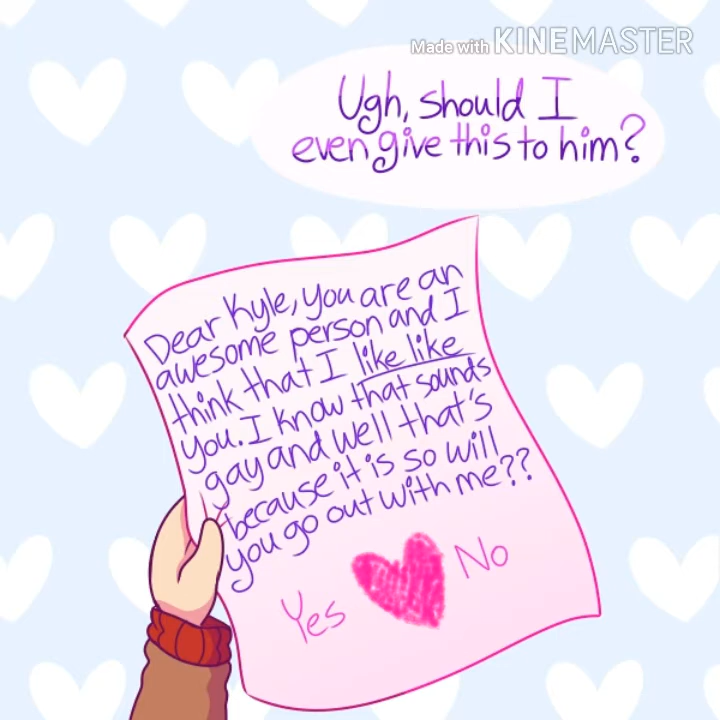 Made with KINEMASTER
Ugh, should I
even give this to him?
Dear Kyle, you are an
awesome person and I
think that I like like
you. I know that sounds
gay and well that's
because it is so will
you go out with me??
Yes No